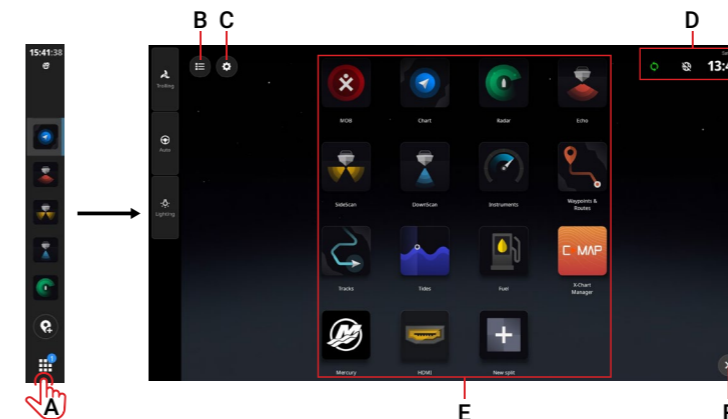 B C D
15:41:38
13:4
Trolling
Auto
Lighting
MOB Chart Radar Echo
SideScan DownScan Instruments Waypoints &
Routes
Tracks Tides Fuel X-Chart
Manager
C MAP
Mercury HDMI New split
A
E